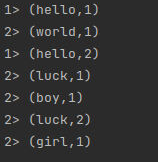 1> (hello,1)
2> (world,1)
1> (hello,2)
2> (luck,1)
2> (boy,1)
2> (luck,2)
2> (girl,1)